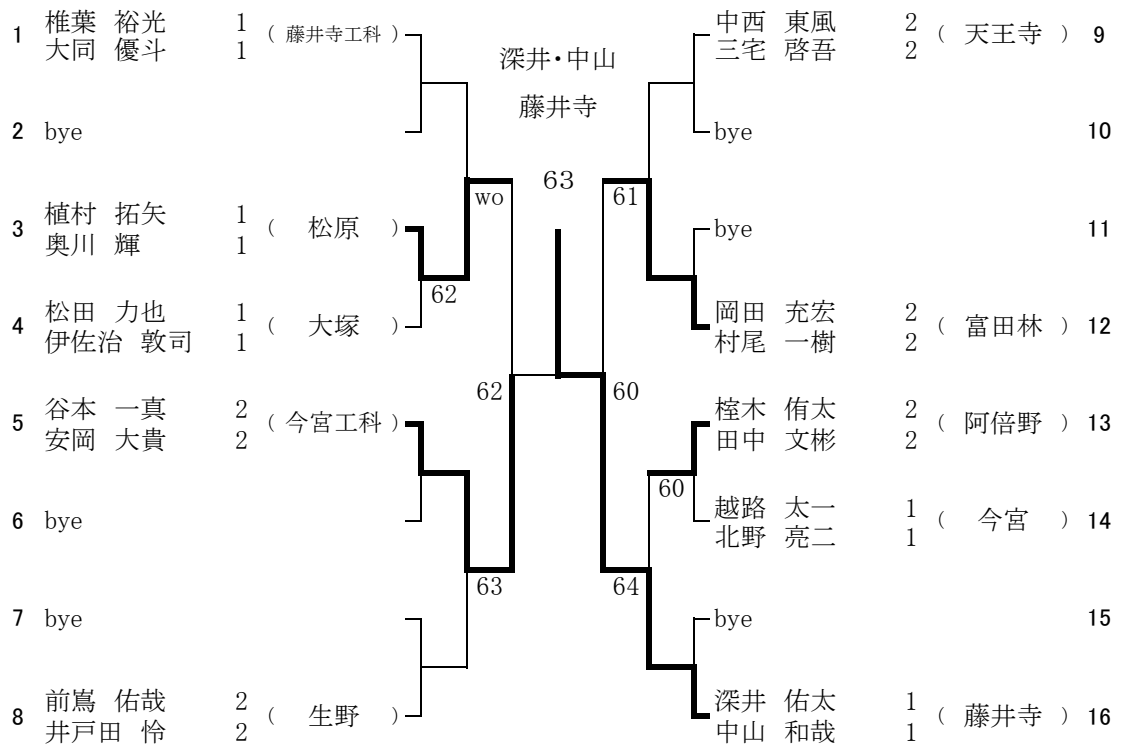 1 椎葉 裕光 1 ( 藤井寺工科 )
大同 優斗 1
2 bye
3 植村 拓矢 1 ( 松原 )
奥川 輝 1
4 松田 力也 1 ( 大塚 )
伊佐治 敦司 1
5 谷本 一真 2 ( 今宮工科 )
安岡 大貴 2
6 bye
7 bye
8 前嶌 佑哉 2 ( 生野 )
井戸田 怜 2
深井・中山
藤井寺
63
wo
62
62
63
61
60
60
64
中西 東風 2 ( 天王寺 ) 9
三宅 啓吾 2
bye 10
bye 11
岡田 充宏 2 ( 富田林 ) 12
村尾 一樹 2
榁木 侑太 2 ( 阿倍野 ) 13
田中 文彬 2
越路 太一 1 ( 今宮 ) 14
北野 亮二 1
bye 15
深井 佑太 1 ( 藤井寺 ) 16
中山 和哉 1